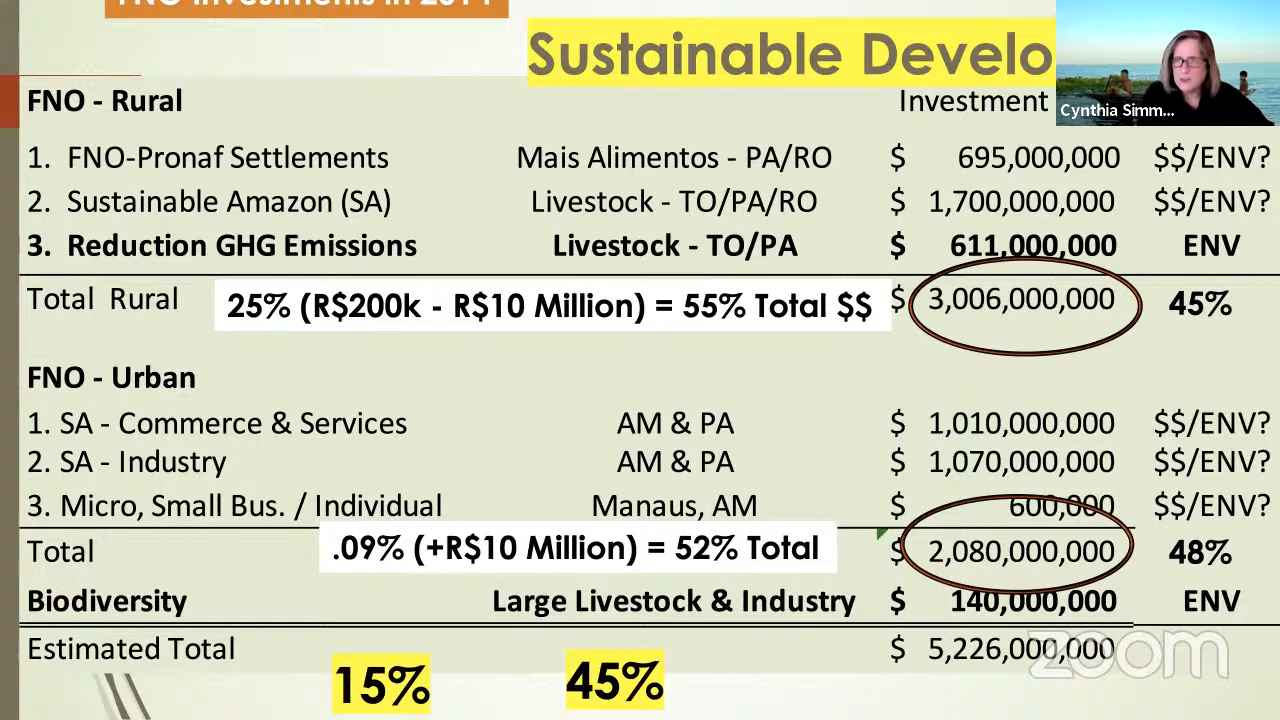 FNO Investments in 2014
Sustainable Develo
Cynthia Simm...
FNO - Rural Investment
1. FNO-Pronaf Settlements Mais Alimentos - PA/RO $ 695,000,000 $$/ENV?
2. Sustainable Amazon (SA) Livestock - TO/PA/RO $ 1,700,000,000 $$/ENV?
3. Reduction GHG Emissions Livestock - TO/PA $ 611,000,000 ENV
Total Rural 25% (R$200k - R$10 Million) = 55% Total $$ $ 3,006,000,000 45%
FNO - Urban
1. SA - Commerce & Services AM & PA $ 1,010,000,000 $$/ENV?
2. SA - Industry AM & PA $ 1,070,000,000 $$/ENV?
3. Micro, Small Bus. / Individual Manaus, AM $ 600,000 $$/ENV?
Total .09% (+R$10 Million) = 52% Total $ 2,080,000,000 48%
Biodiversity Large Livestock & Industry $ 140,000,000 ENV
Estimated Total $ 5,226,000,000
zoom
15% 45%